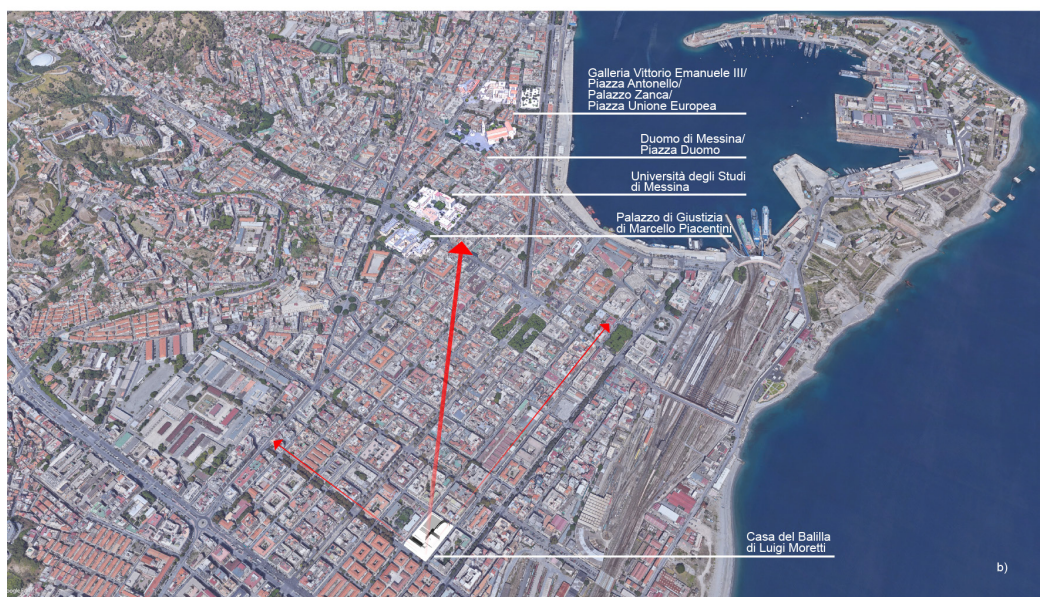 Galleria Vittorio Emanuele III/
Piazza Antonello/
Palazzo Zanca/
Piazza Unione Europea
Duomo di Messina/
Piazza Duomo
Università degli Studi
di Messina
Palazzo di Giustizia
di Marcello Piacentini
Casa del Balilla
di Luigi Moretti
b)